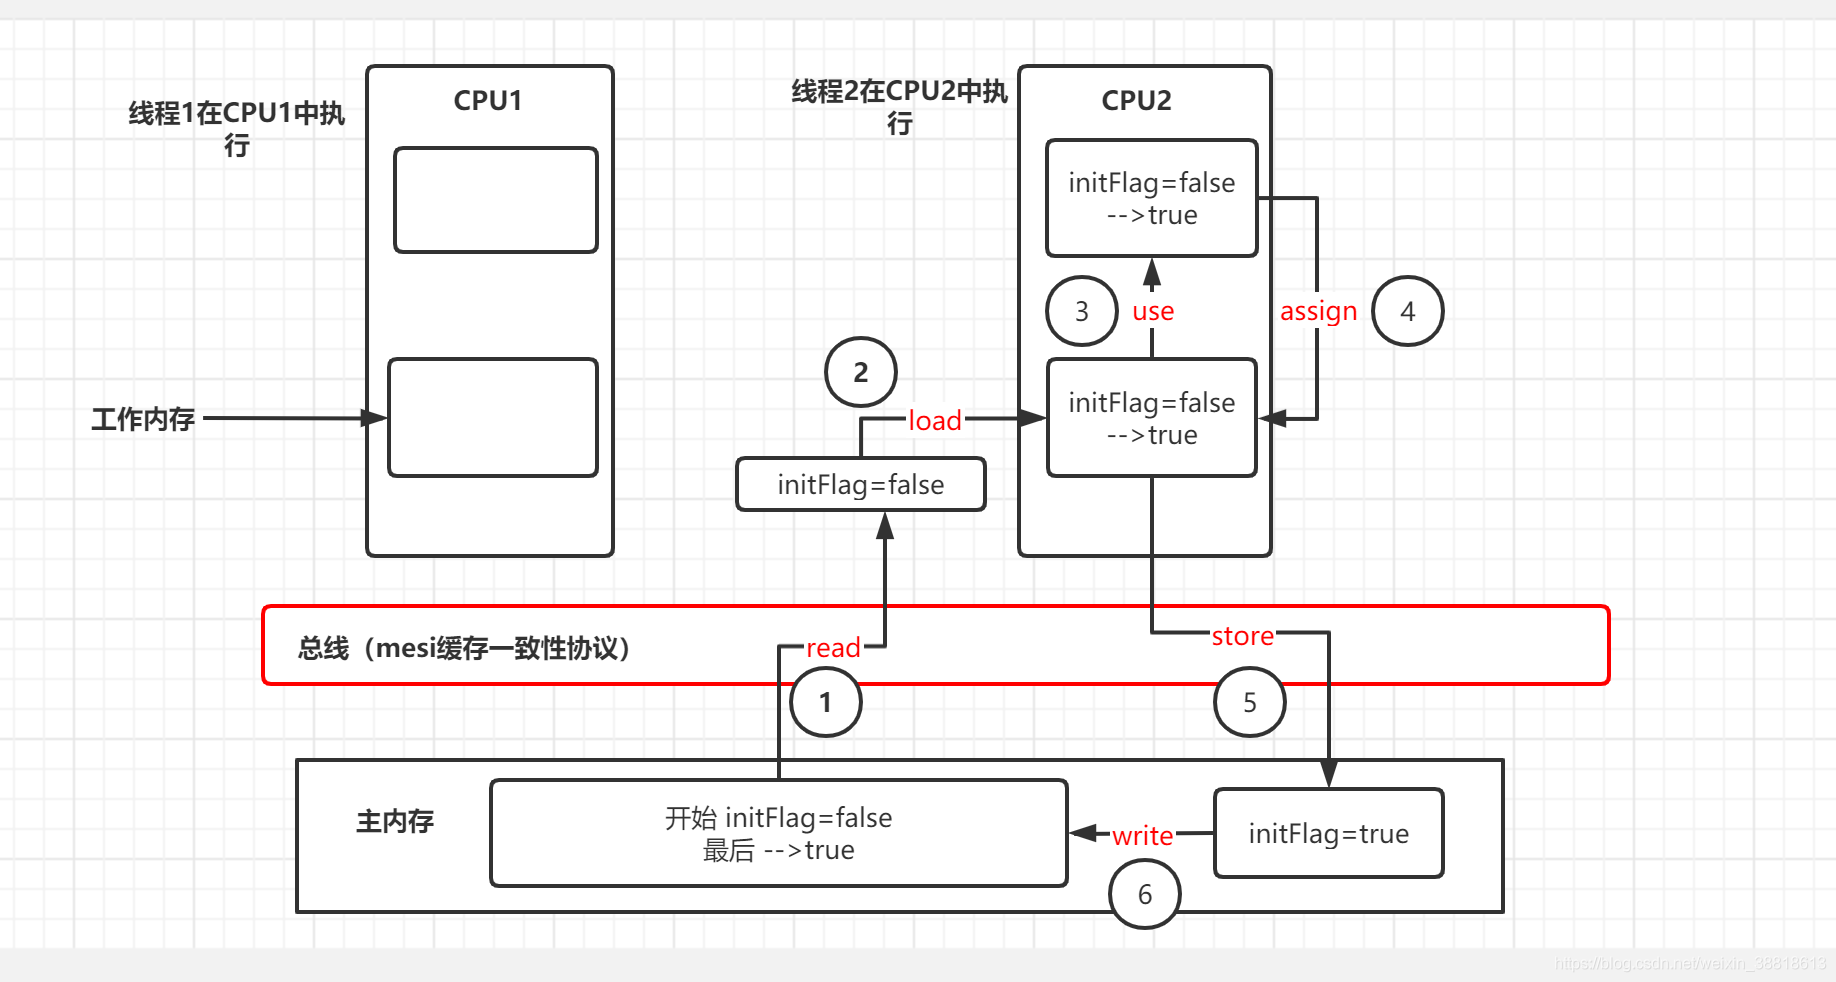 线程1在CPU1中执
行
CPU1
线程2在CPU2中执
行
CPU2
initFlag=false
-->true
3
use
assign
4
2
工作内存
load
initFlag=false
-->true
initFlag=false
总线（mesi缓存一致性协议）
read
store
1
5
主内存
开始 initFlag=false
最后 -->true
write
initFlag=true
6
https://blog.csdn.net/weixin_38818613